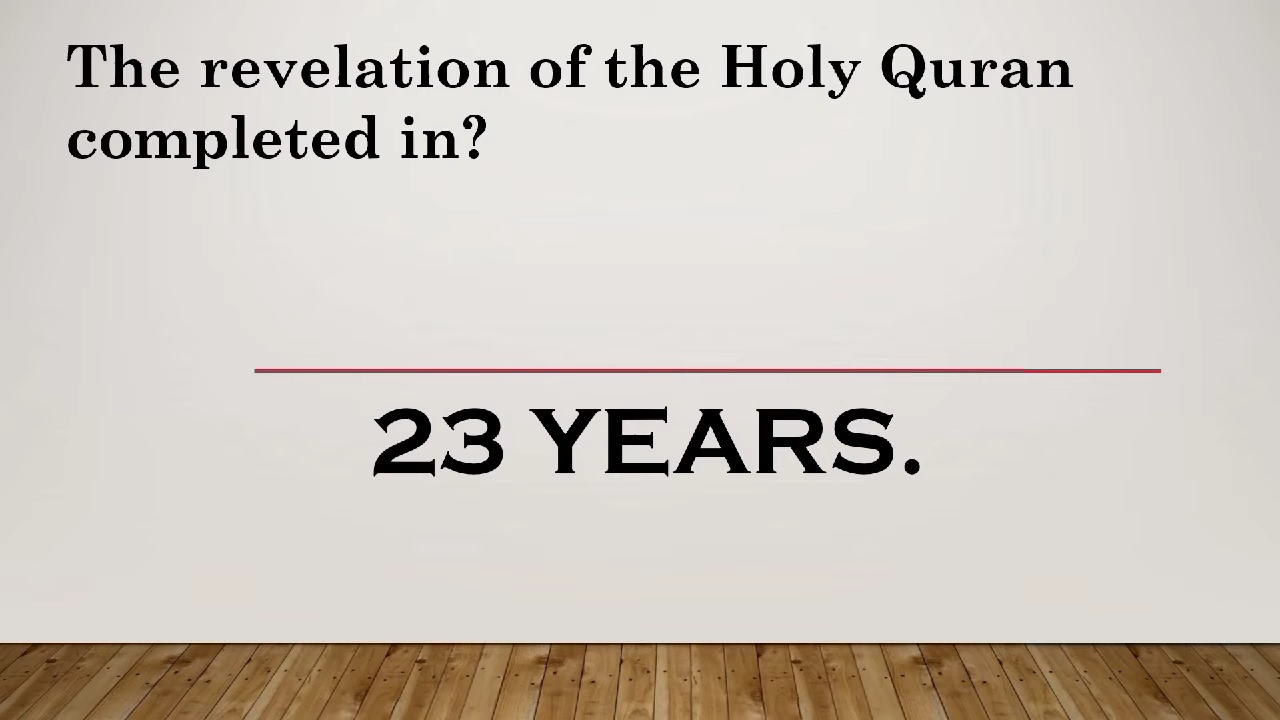 The revelation of the Holy Quran
completed in?
23 YEARS.